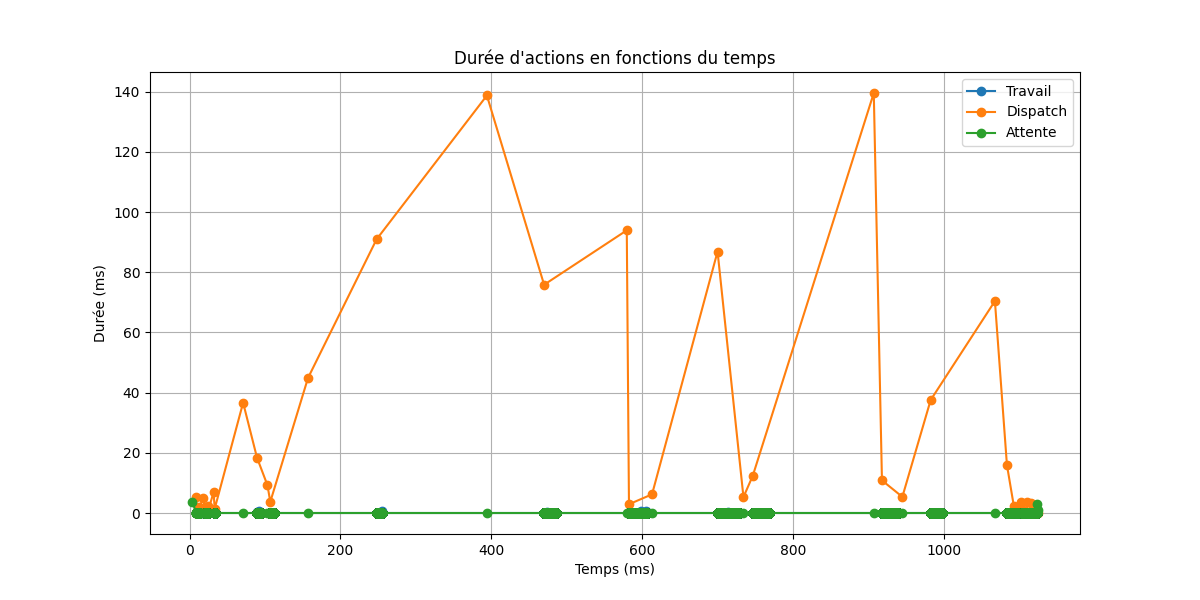 Durée d'actions en fonctions du temps
Travail
Dispatch
Attente
140
120
100
80
60
40
20
0
Durée (ms)
0 200 400 600 800 1000
Temps (ms)